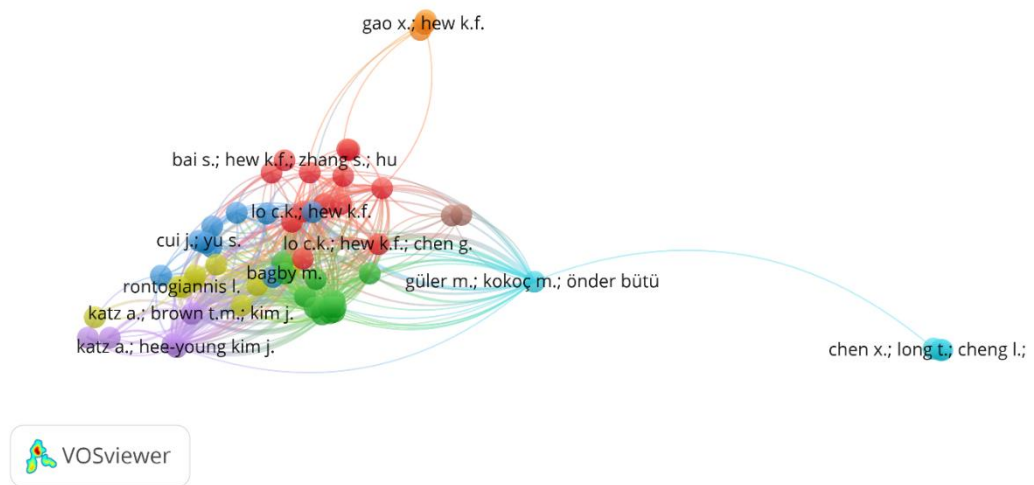 gao x.; hew k.f.
bai s.; hew k.f.; zhang s.; hu
lo c.k.; hew k.f.
cui j.; yu s.
lo c.k.; hew k.f.; chen g.
bagby m.
güler m.; kokoç m.; önder bütü
rontogiannis l.
katz a.; brown t.m., kim j.
katz a.; hee-young kim j.
chen x.; long t.; cheng l.;
VOSviewer